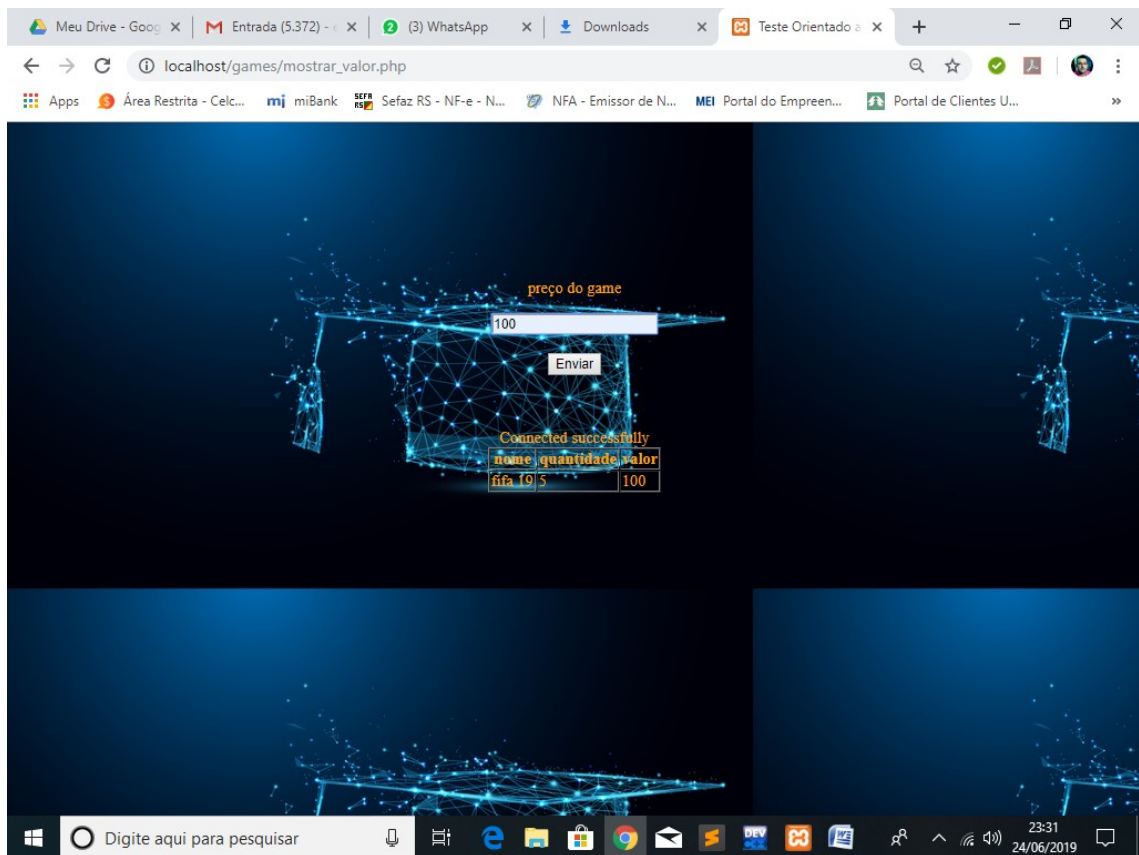 Meu Drive - Goog
Entrada (5.372) -
(3) WhatsApp
Downloads
Teste Orientado a
localhost/games/mostrar_valor.php
Apps
Área Restrita - Celc...
miBank
Sefaz RS - NF-e - N...
NFA - Emissor de N...
MEI Portal do Empreen...
Portal de Clientes U...
preço do game
100
Enviar
Connected successfully
nome quantidade valor
fifa 19 5 100
Digite aqui para pesquisar
DEV
23:31
24/06/2019